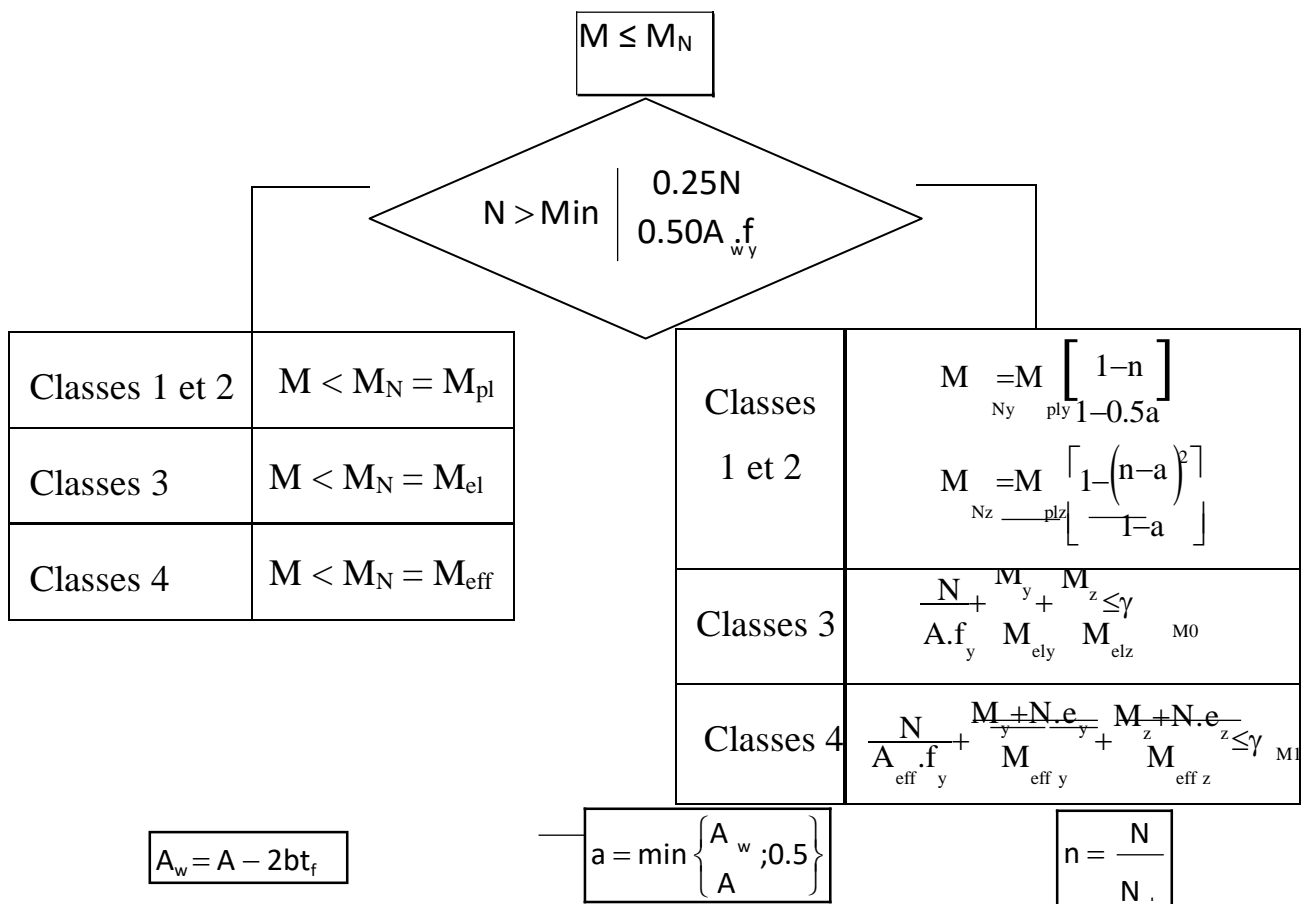 M ≤ M_N
N > Min | 0.25N
0.50A_w.f_y
Classes 1 et 2 M < M_N = M_pl
Classes 3 M < M_N = M_el
Classes 4 M < M_N = M_eff
Classes 1 et 2
M_Ny = M_ply [1–n / 1–0.5a]
M_Nz = M_plz [1–(n–a / 1–a)²]
Classes 3 N / A.f_y + M_y / M_ely + M_z / M_elz ≤ γ_M0
Classes 4 N / A_eff.f_y + M_y+N.e_y / M_eff y + M_z+N.e_z / M_eff z ≤ γ_M1
A_w = A – 2bt_f
a = min {A_w / A ;0.5}
n = N / N